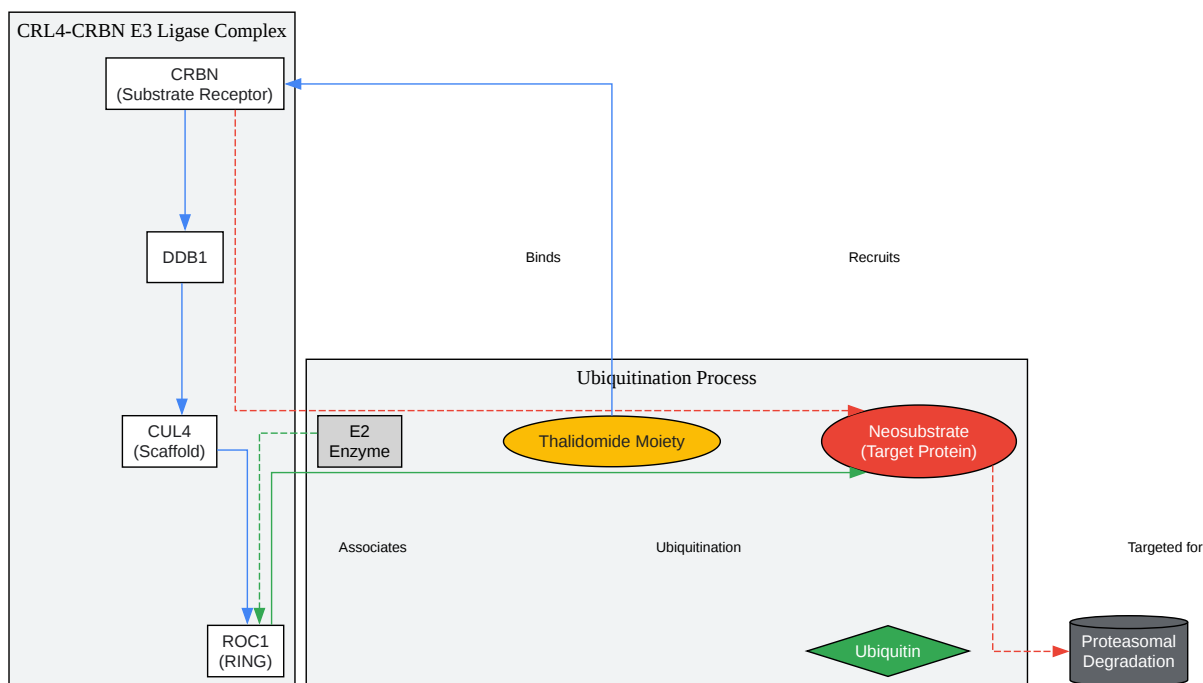 CRL4-CRBN E3 Ligase Complex
CRBN
(Substrate Receptor)
DDB1
Binds
Recruits
Ubiquitination Process
CUL4
(Scaffold)
E2
Enzyme
Thalidomide Moiety
Neosubstrate
(Target Protein)
Associates
Ubiquitination
Targeted for
ROC1
(RING)
Ubiquitin
Proteasomal
Degradation